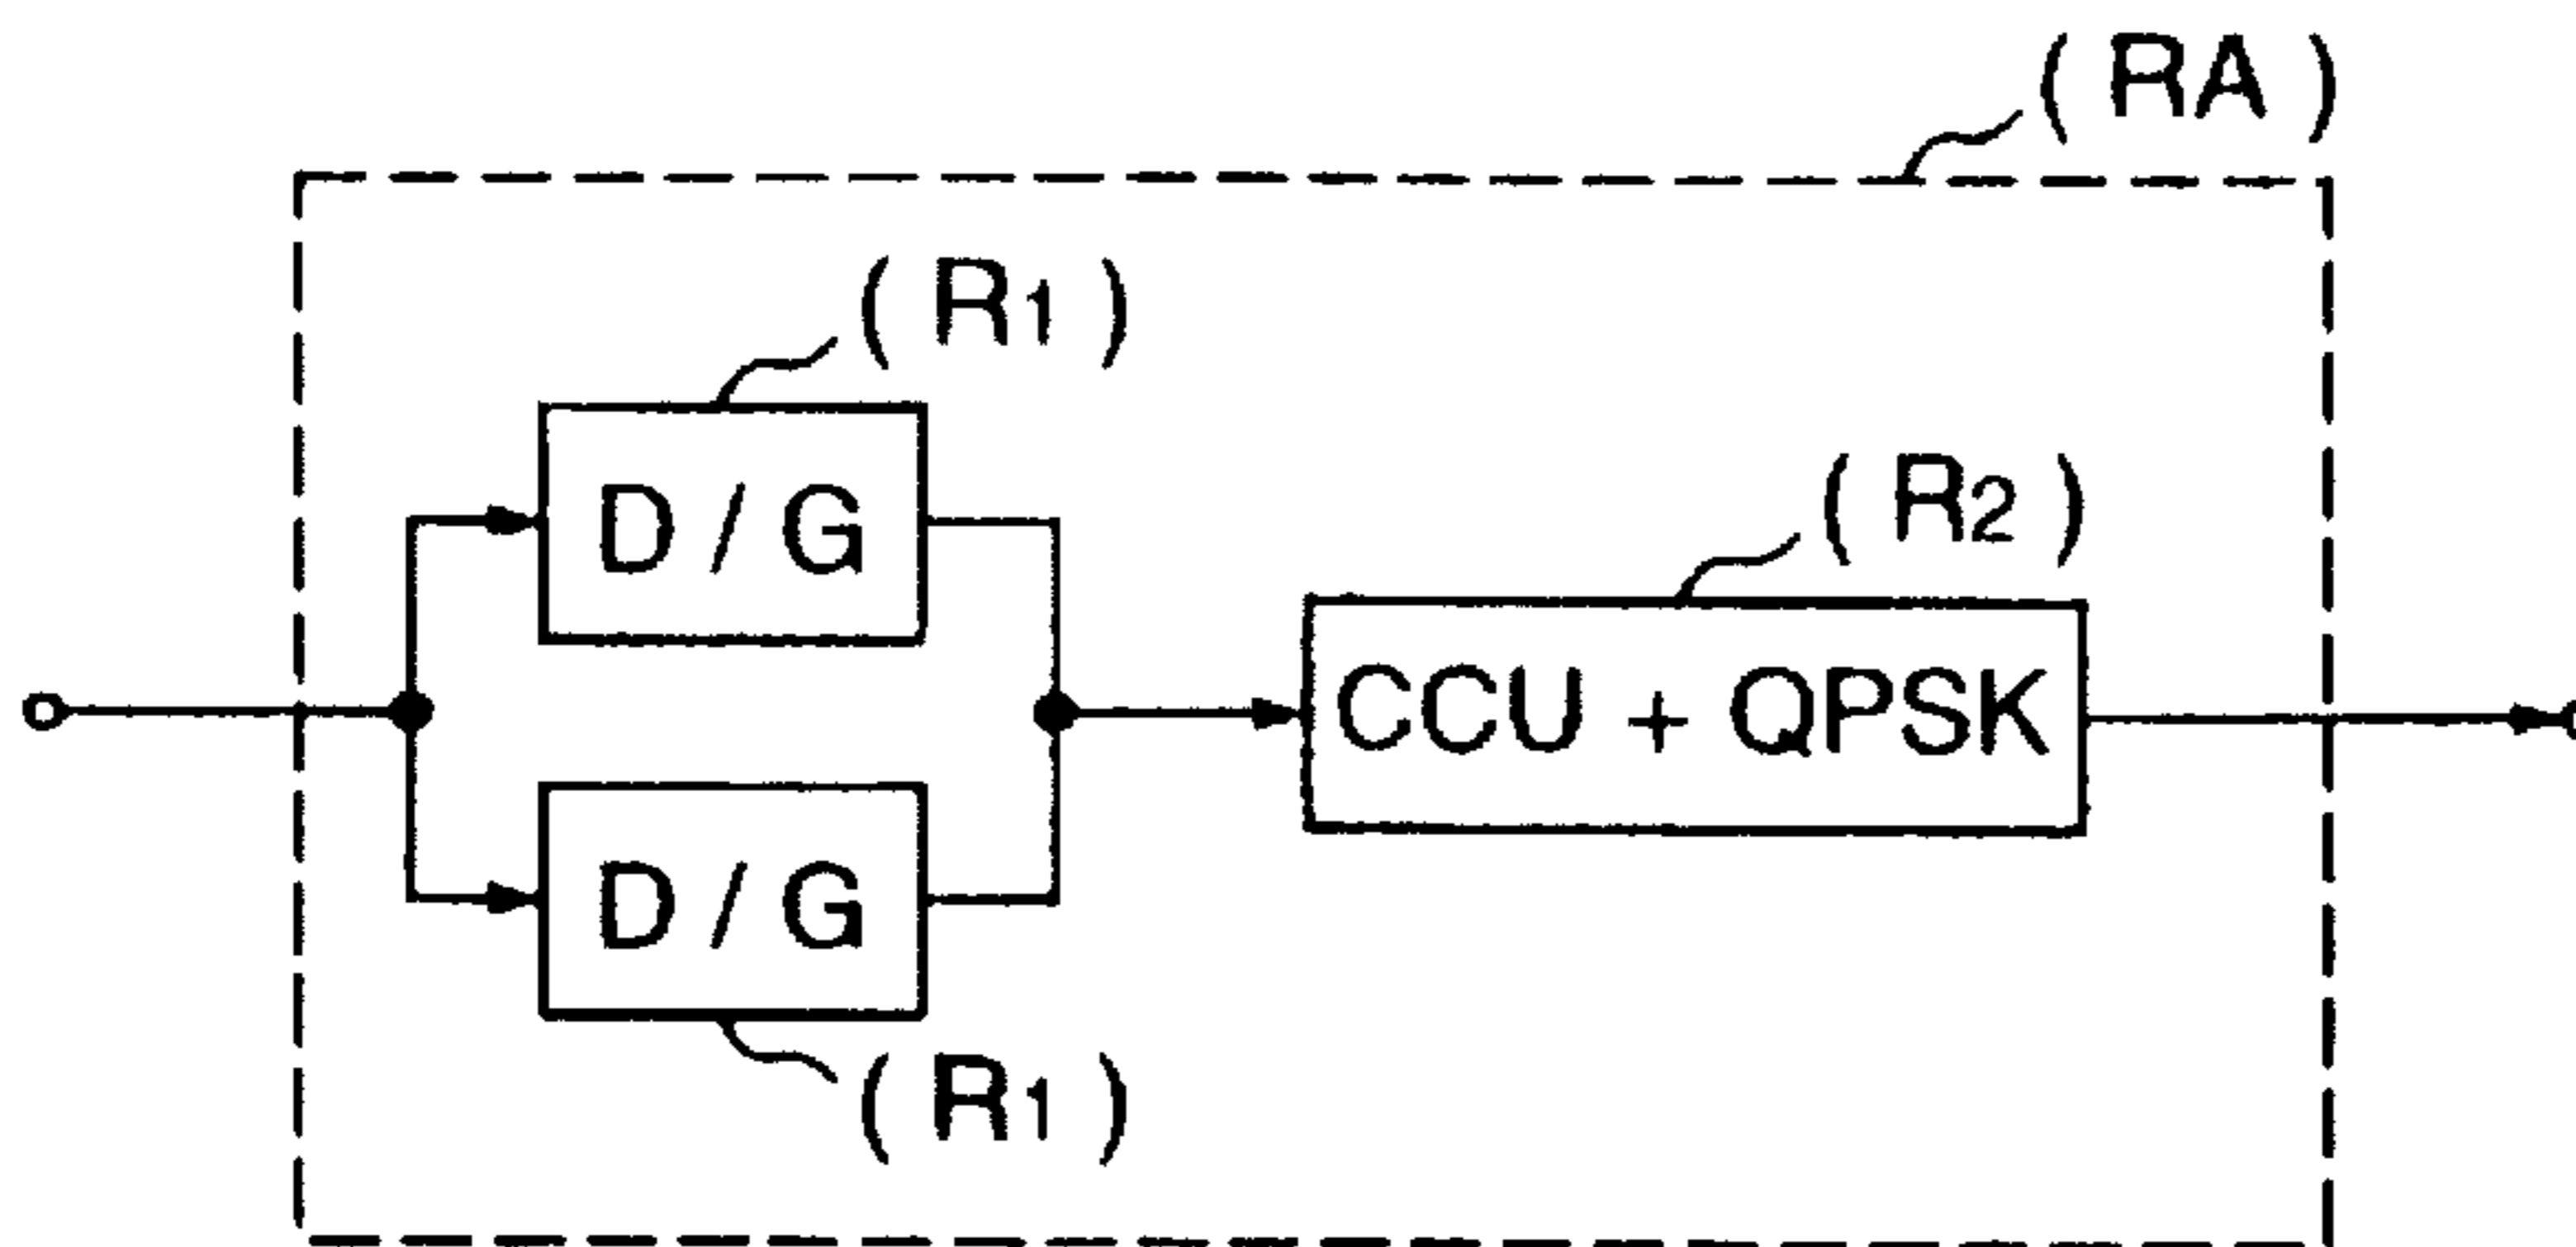 ( RA )
( R1 )
D / G
( R2 )
CCU + QPSK
D / G
( R1 )